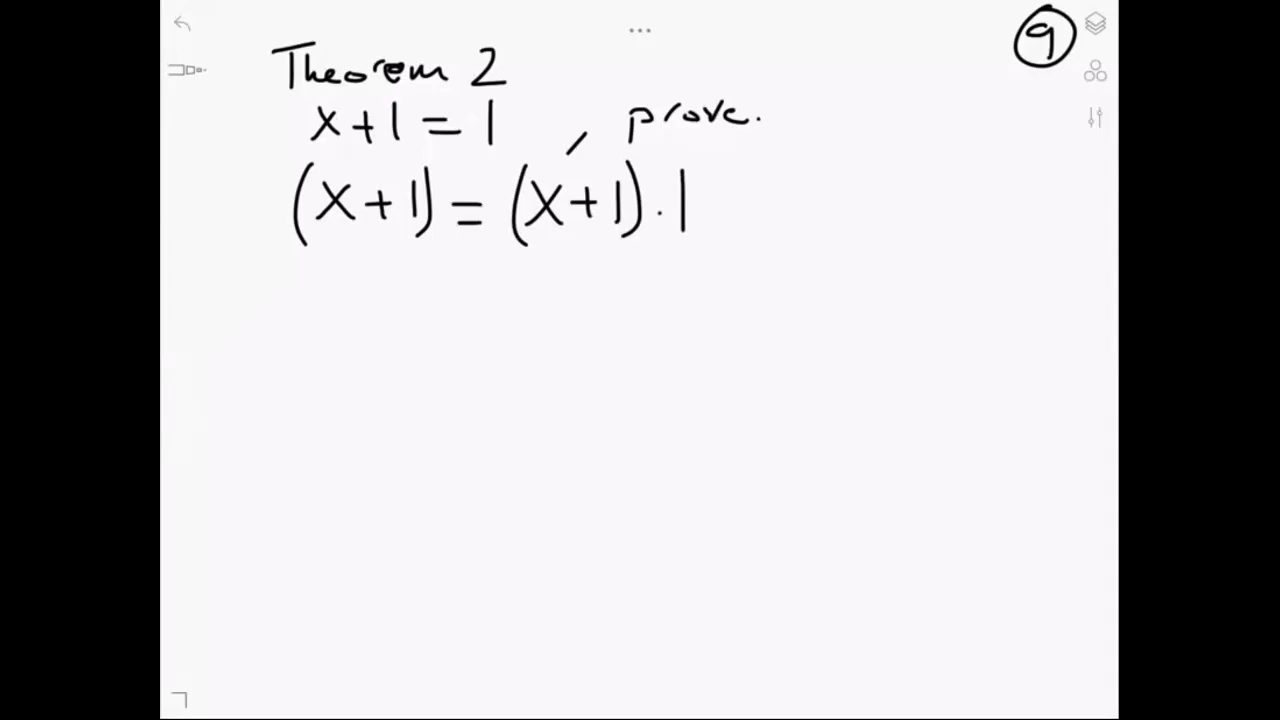 9
Theorem 2
x+1=1, prove.
(x+1)=(x+1).1